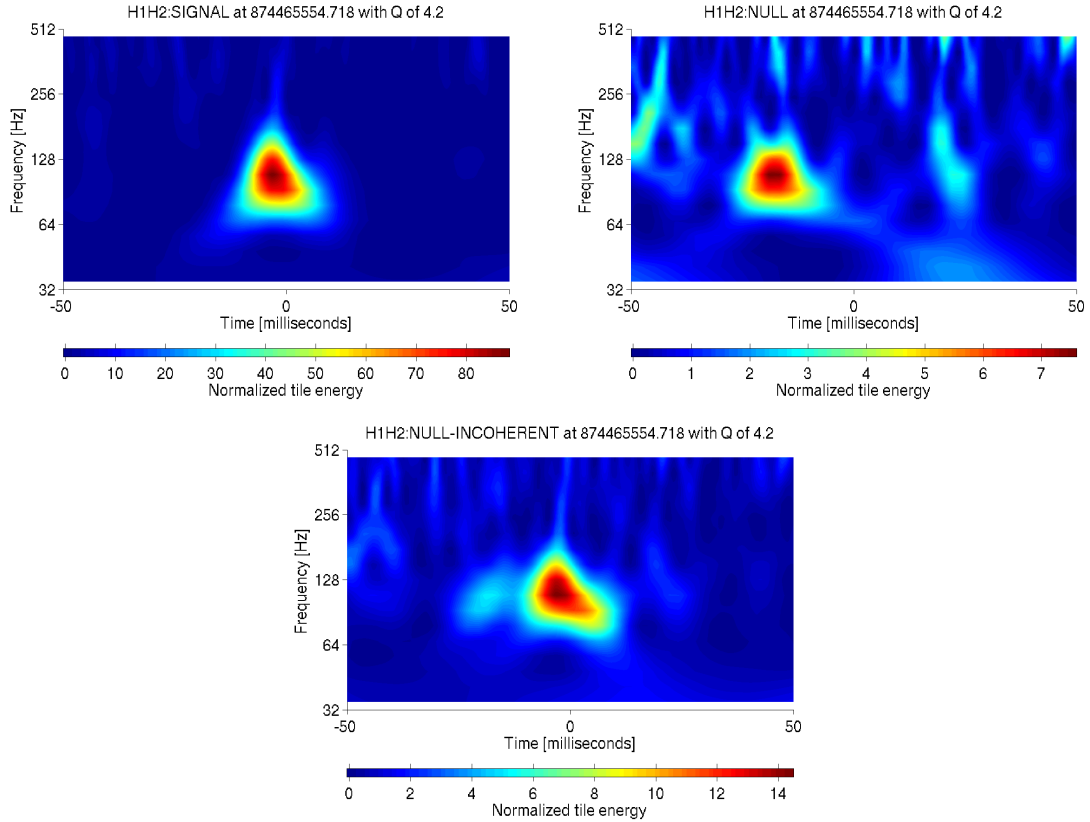 H1H2:SIGNAL at 874465554.718 with Q of 4.2
512
256
128
64
32
Frequency [Hz]
-50 0 50
Time [milliseconds]
0 10 20 30 40 50 60 70 80
Normalized tile energy
H1H2:NULL at 874465554.718 with Q of 4.2
512
256
128
64
32
Frequency [Hz]
-50 0 50
Time [milliseconds]
0 1 2 3 4 5 6 7
Normalized tile energy
H1H2:NULL-INCOHERENT at 874465554.718 with Q of 4.2
512
256
128
64
32
Frequency [Hz]
-50 0 50
Time [milliseconds]
0 2 4 6 8 10 12 14
Normalized tile energy